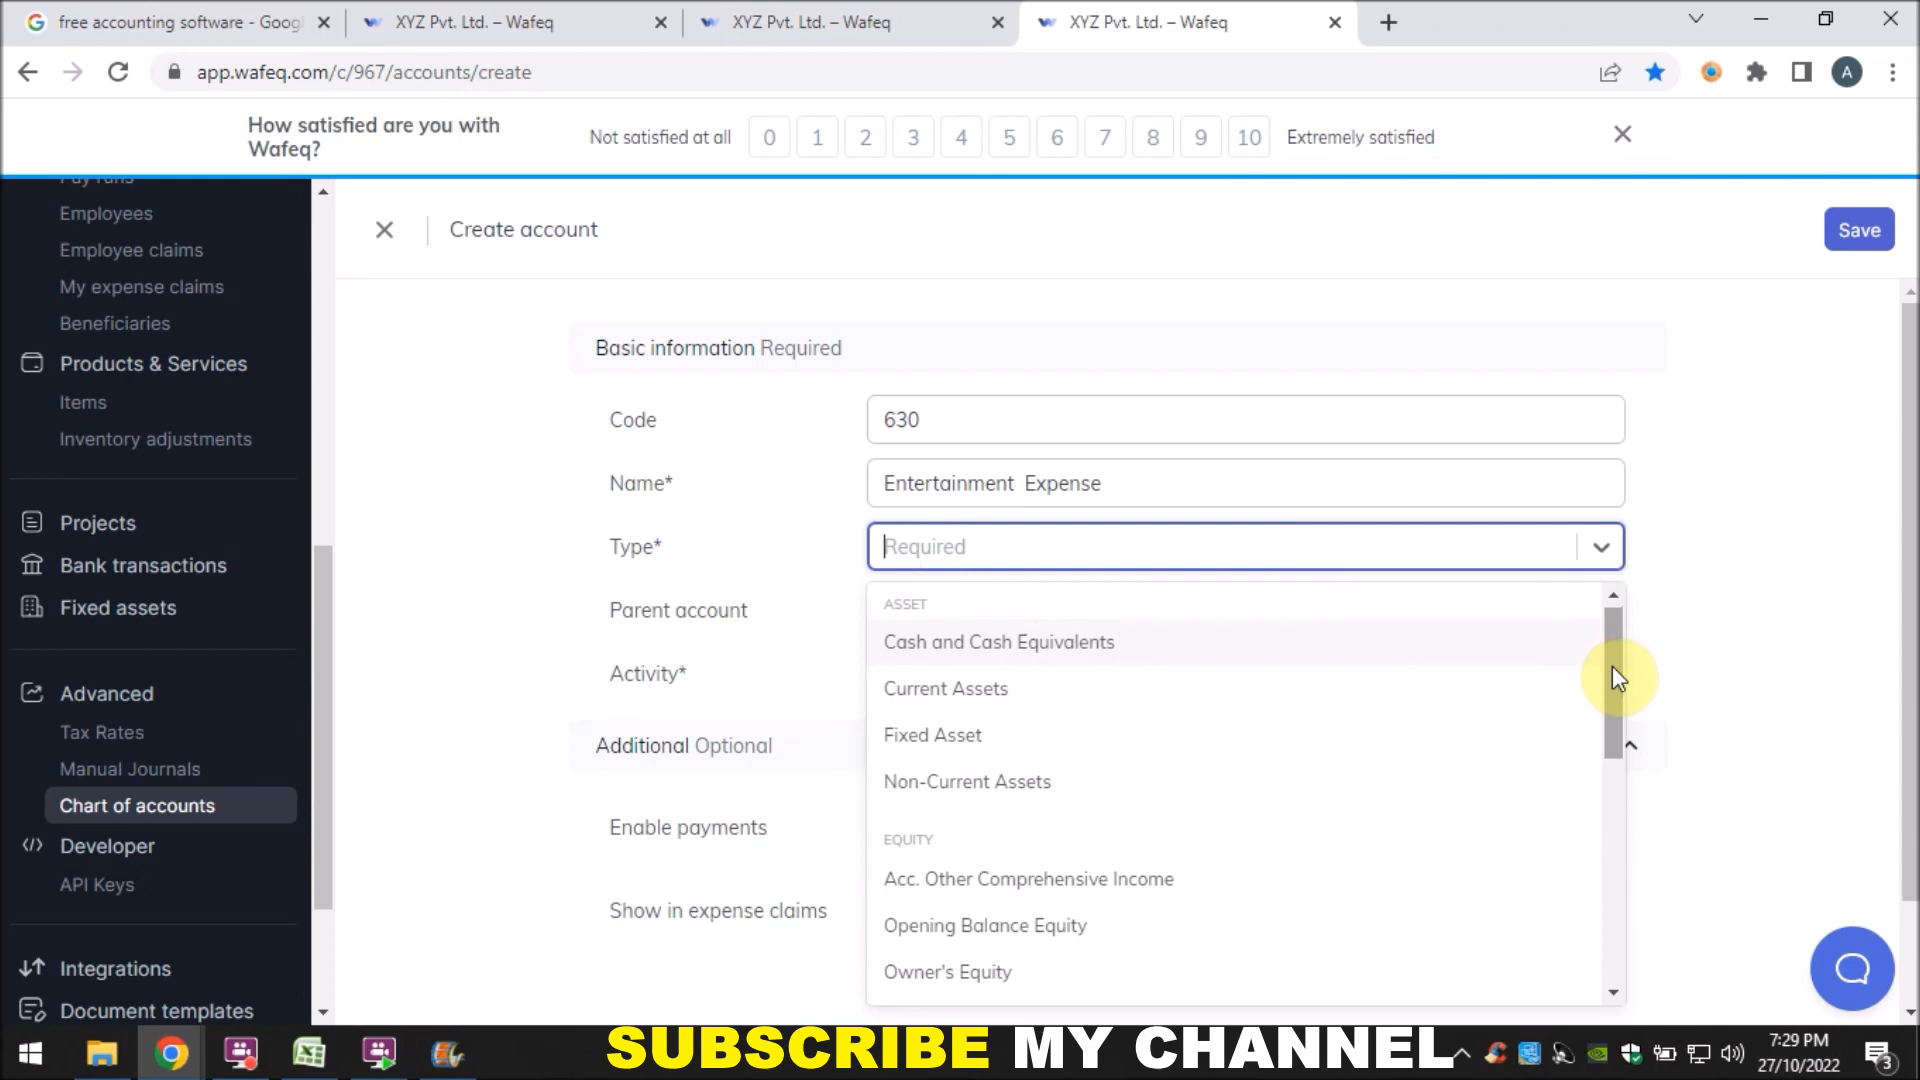 free accounting software - Goog
XYZ Pvt. Ltd. – Wafeq
XYZ Pvt. Ltd. – Wafeq
XYZ Pvt. Ltd. – Wafeq
app.wafeq.com/c/967/accounts/create
A
How satisfied are you with Wafeq?
Not satisfied at all 0 1 2 3 4 5 6 7 8 9 10 Extremely satisfied
Pay runs
Employees
Employee claims
My expense claims
Beneficiaries
Products & Services
Items
Inventory adjustments
Projects
Bank transactions
Fixed assets
Advanced
Tax Rates
Manual Journals
Chart of accounts
Developer
API Keys
Integrations
Document templates
Create account
Save
Basic information Required
Code 630
Name* Entertainment  Expense
Type* Required
Parent account
Activity*
ASSET
Cash and Cash Equivalents
Current Assets
Fixed Asset
Non-Current Assets
EQUITY
Acc. Other Comprehensive Income
Opening Balance Equity
Owner's Equity
Additional Optional
Enable payments
Show in expense claims
SUBSCRIBE MY CHANNEL
7:29 PM
27/10/2022
3